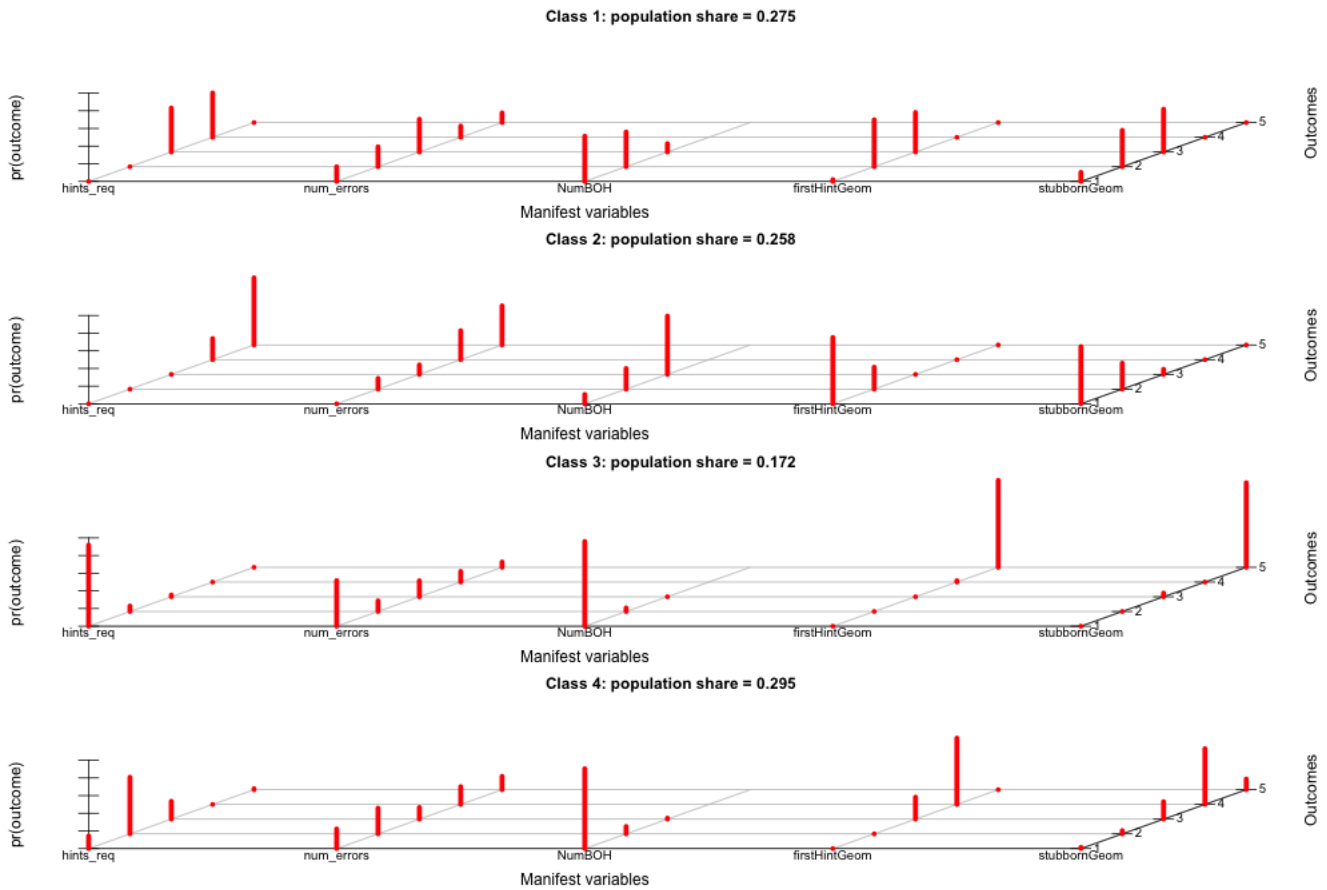 Class 1: population share = 0.275
pr(outcome)
Outcomes
5
4
3
2
1
hints_req num_errors NumBOH firstHintGeom stubbornGeom
Manifest variables
Class 2: population share = 0.258
pr(outcome)
Outcomes
5
4
3
2
1
hints_req num_errors NumBOH firstHintGeom stubbornGeom
Manifest variables
Class 3: population share = 0.172
pr(outcome)
Outcomes
5
4
3
2
1
hints_req num_errors NumBOH firstHintGeom stubbornGeom
Manifest variables
Class 4: population share = 0.295
pr(outcome)
Outcomes
5
4
3
2
1
hints_req num_errors NumBOH firstHintGeom stubbornGeom
Manifest variables